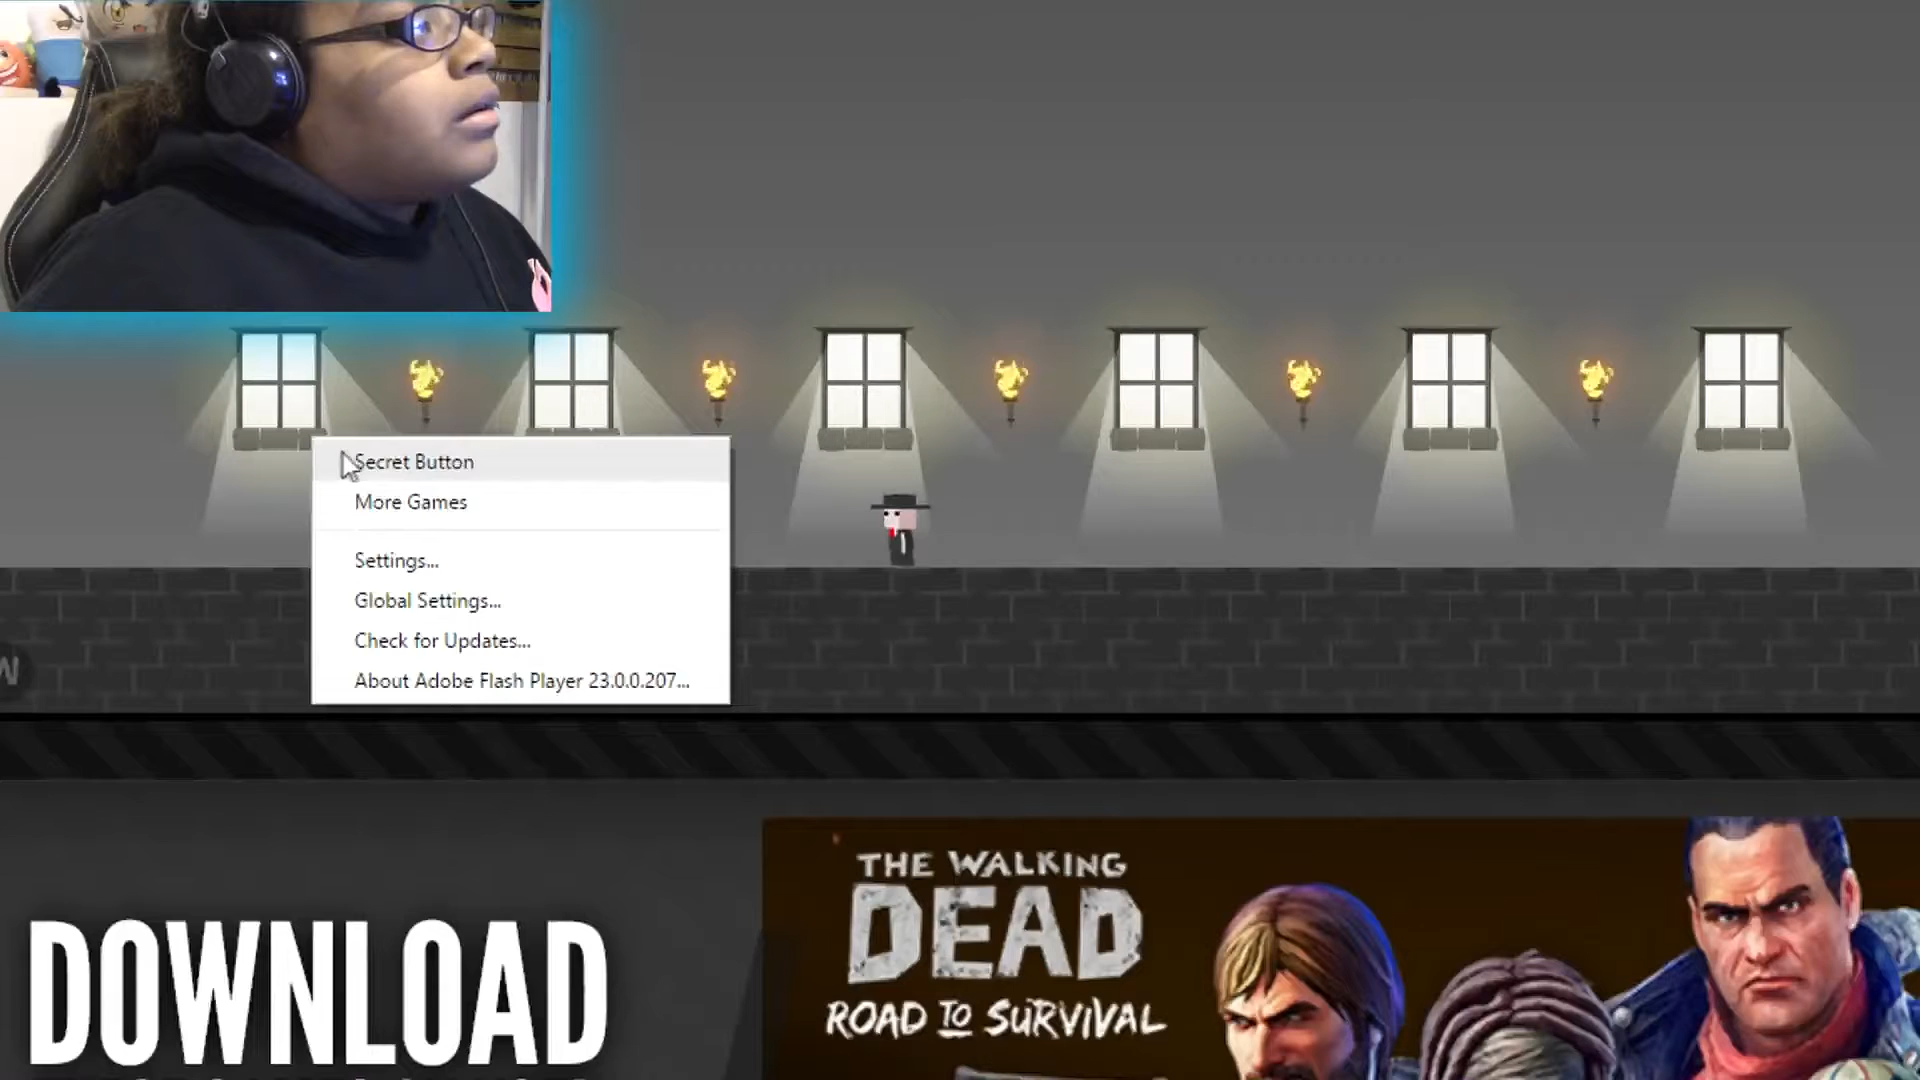 Secret Button
More Games
Settings...
Global Settings...
Check for Updates...
About Adobe Flash Player 23.0.0.207...
W
THE WALKING
DEAD
ROAD TO SURVIVAL
DOWNLOAD